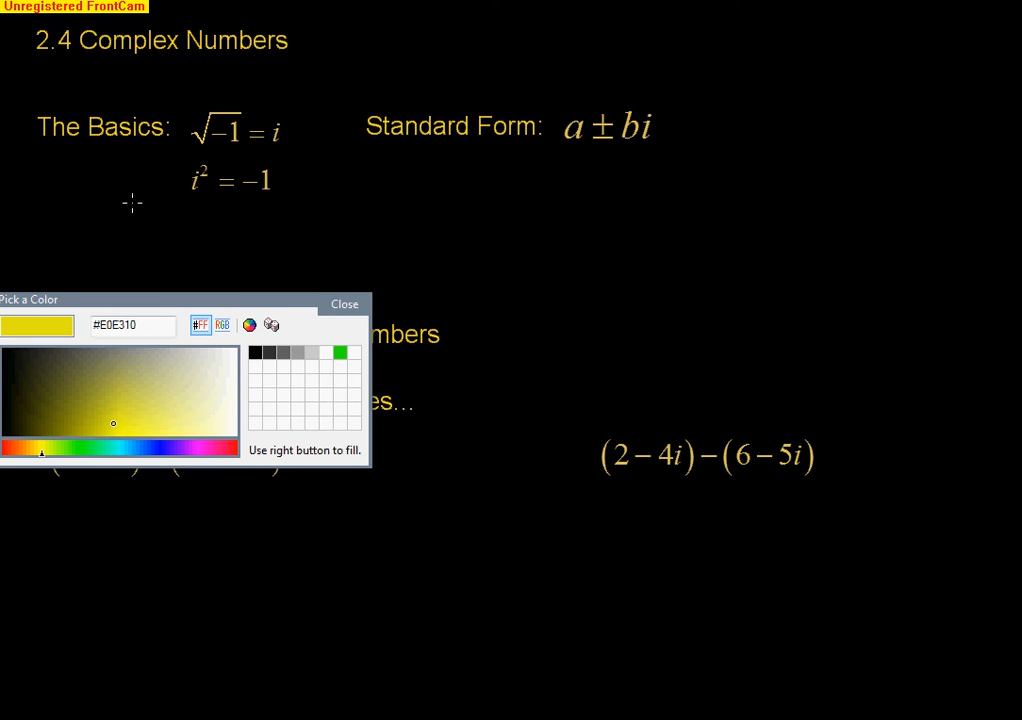 Unregistered FrontCam
2.4 Complex Numbers
The Basics: √−1 = i
Standard Form: a ± bi
i² = −1
Pick a Color
Close
#E0E310
#FF
RGB
mbers
es...
Use right button to fill.
(2 − 4i) − (6 − 5i)